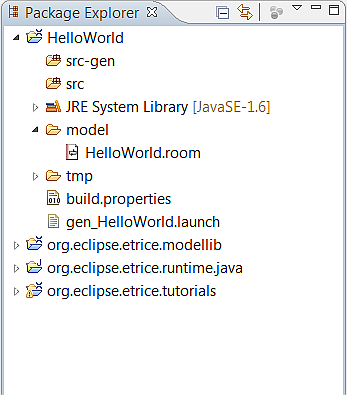 Package Explorer
HelloWorld
src-gen
src
JRE System Library [JavaSE-1.6]
model
HelloWorld.room
tmp
build.properties
gen_HelloWorld.launch
org.eclipse.etrice.modellib
org.eclipse.etrice.runtime.java
org.eclipse.etrice.tutorials